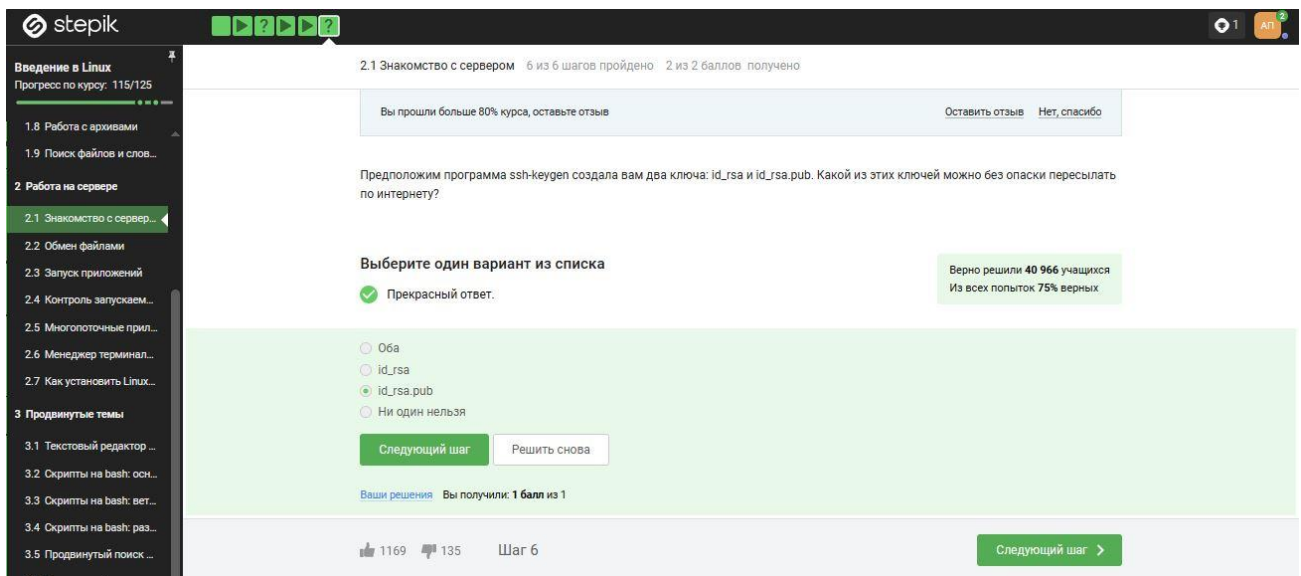 stepik
?
?
1
АП
2
Введение в Linux
Прогресс по курсу: 115/125
1.8 Работа с архивами
1.9 Поиск файлов и слов...
2 Работа на сервере
2.1 Знакомство с сервер...
2.2 Обмен файлами
2.3 Запуск приложений
2.4 Контроль запускаем...
2.5 Многопоточные прил...
2.6 Менеджер терминал...
2.7 Как установить Linux...
3 Продвинутые темы
3.1 Текстовый редактор ...
3.2 Скрипты на bash: осн...
3.3 Скрипты на bash: вет...
3.4 Скрипты на bash: раз...
3.5 Продвинутый поиск ...
2.1 Знакомство с сервером 6 из 6 шагов пройдено 2 из 2 баллов получено
Вы прошли больше 80% курса, оставьте отзыв
Оставить отзыв Нет, спасибо
Предположим программа ssh-keygen создала вам два ключа: id_rsa и id_rsa.pub. Какой из этих ключей можно без опаски пересылать
по интернету?
Выберите один вариант из списка
Прекрасный ответ.
Верно решили 40 966 учащихся
Из всех попыток 75% верных
Оба
id_rsa
id_rsa.pub
Ни один нельзя
Следующий шаг
Решить снова
Ваши решения Вы получили: 1 балл из 1
1169 135 Шаг 6
Следующий шаг